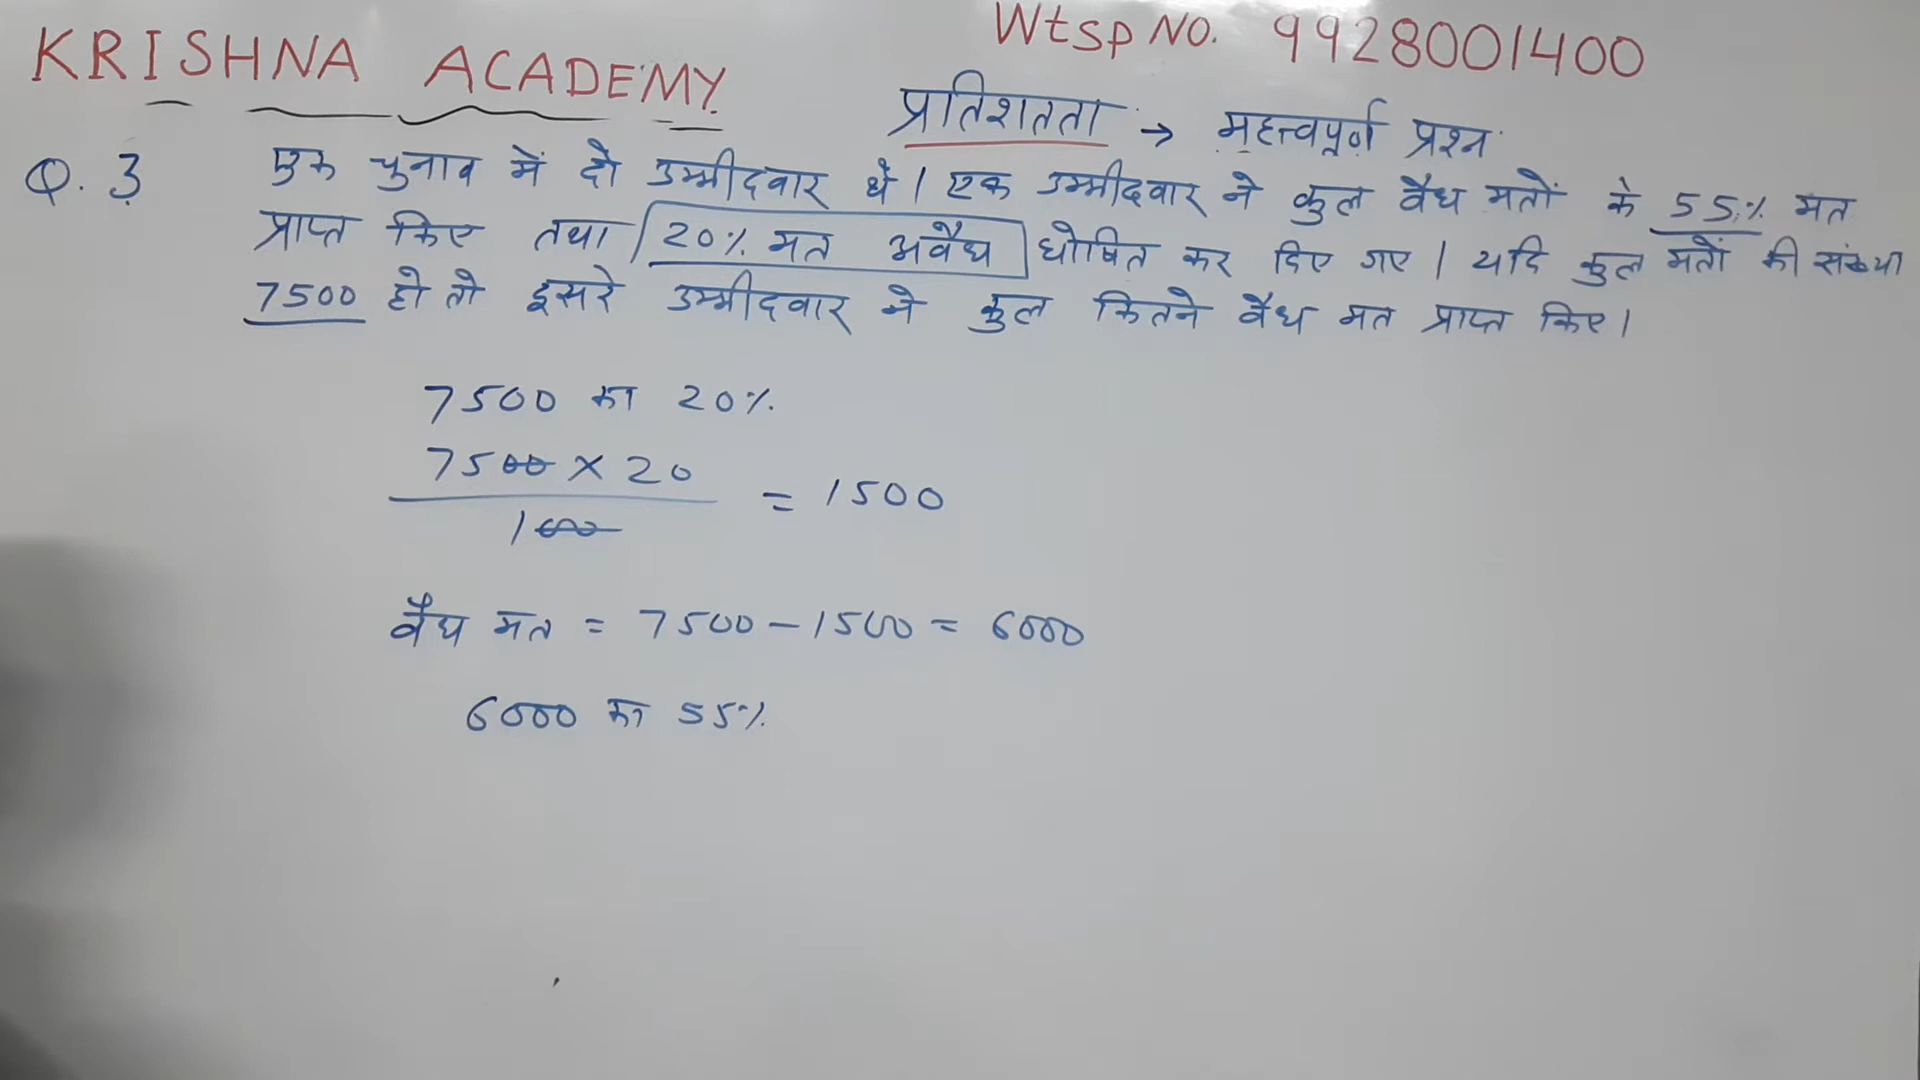 Wtsp NO. 9928001400
KRISHNA ACADEMY
प्रतिशतता → महत्त्वपूर्ण प्रश्न
Q. 3 एक चुनाव में दो उम्मीदवार थे। एक उम्मीदवार ने कुल वैध मतों के 55% मत
प्राप्त किए तथा 20% मत अवैध घोषित कर दिए गए। यदि कुल मतों की संख्या
7500 हो तो दूसरे उम्मीदवार ने कुल कितने वैध मत प्राप्त किए।
7500 का 20%
7500 × 20
100
= 1500
वैध मत = 7500 - 1500 = 6000
6000 का 55%